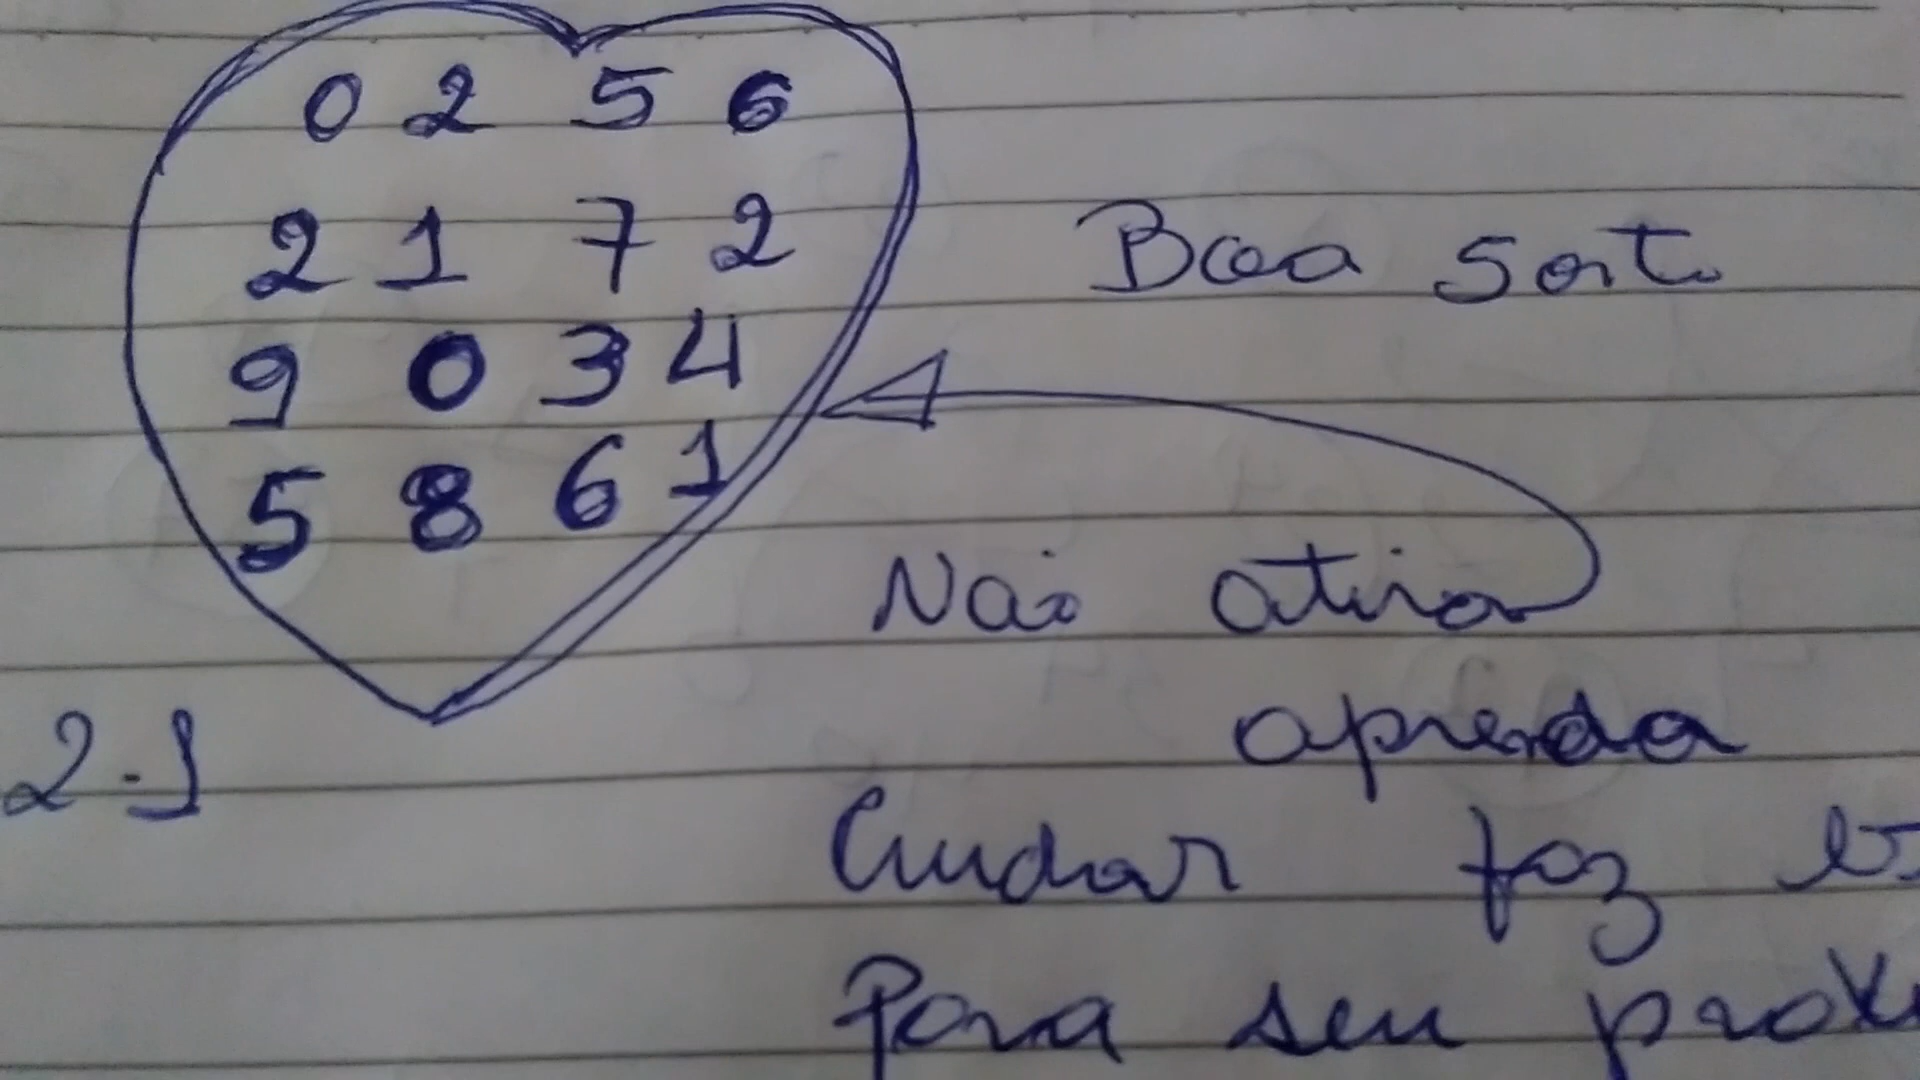 0 2 5 6
2 1 7 2
Boa Sorte
9 0 3 4
5 8 6 1
Não atira
aprenda
2-1
Cuidar faz
Para seu